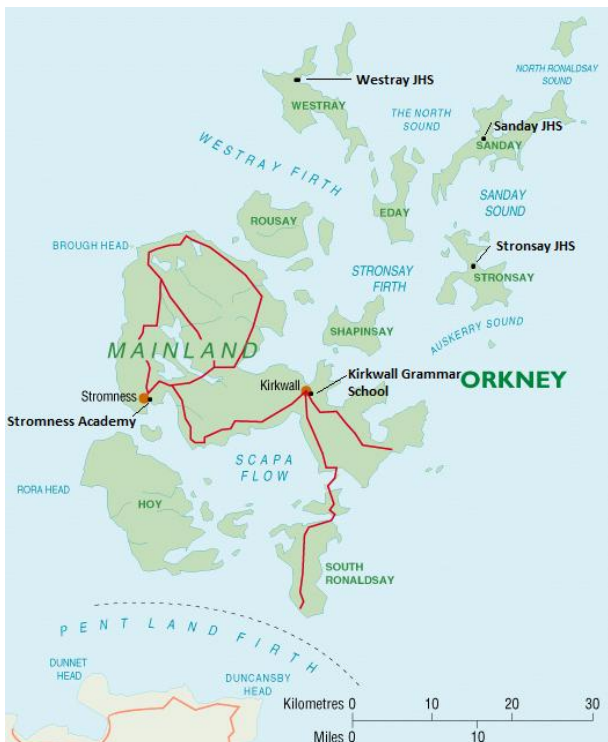 Westray JHS
NORTH RONALDSAY
SOUND
WESTRAY
THE NORTH
SOUND
Sanday JHS
SANDAY
WESTRAY FIRTH
SANDAY
SOUND
EDAY
ROUSAY
BROUGH HEAD
Stronsay JHS
STRONSAY
FIRTH
STRONSAY
SHAPINSAY
AUSKERRY SOUND
MAINLAND
Kirkwall
Kirkwall Grammar
School
ORKNEY
Stromness
Stromness Academy
SCAPA
FLOW
RORA HEAD
HOY
SOUTH
RONALDSAY
PENTLAND FIRTH
DUNNET
HEAD
DUNCANSBY
HEAD
Kilometres 0 10 20 30
Miles 0 10